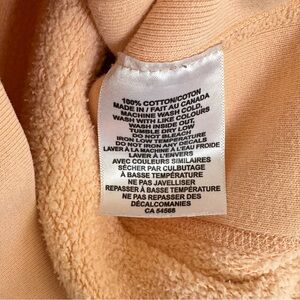 100% COTTON/COTON
MADE IN / FAIT AU CANADA
MACHINE WASH COLD,
WASH WITH LIKE COLOURS
WASH INSIDE OUT,
TUMBLE DRY LOW
DO NOT BLEACH
IRON LOW TEMPERATURE
DO NOT IRON ANY DECALS
LAVER À LA MACHINE À L'EAU FROIDE
LAVER À L'ENVERS
AVEC COULEURS SIMILAIRES
SÉCHER PAR CULBUTAGE
À BASSE TEMPÉRATURE
NE PAS JAVELLISER
REPASSER À BASSE TEMPÉRATURE
NE PAS REPASSER DES
DÉCALCOMANIES
CA 54566